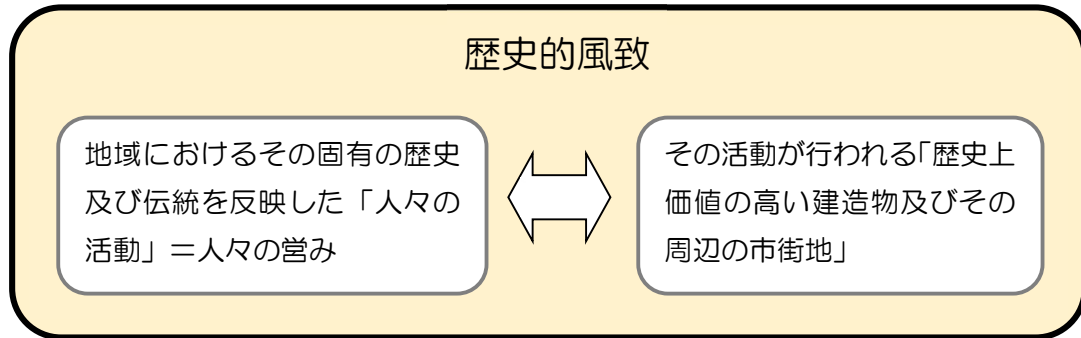 歴史的風致
地域におけるその固有の歴史
及び伝統を反映した「人々の
活動」＝人々の営み
その活動が行われる「歴史上
価値の高い建造物及びその
周辺の市街地」